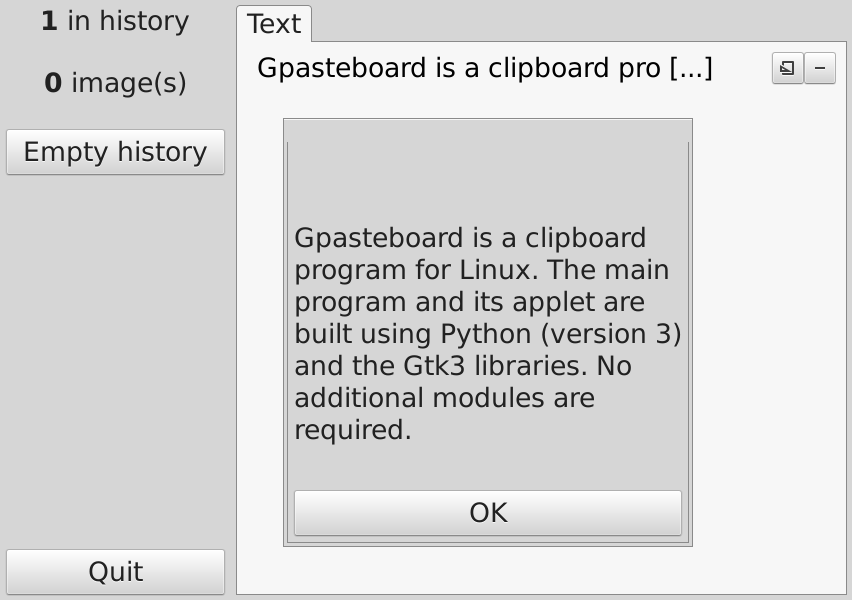 1 in history
0 image(s)
Empty history
Quit
Text
Gpasteboard is a clipboard pro [...]
Gpasteboard is a clipboard
program for Linux. The main
program and its applet are
built using Python (version 3)
and the Gtk3 libraries. No
additional modules are
required.
OK